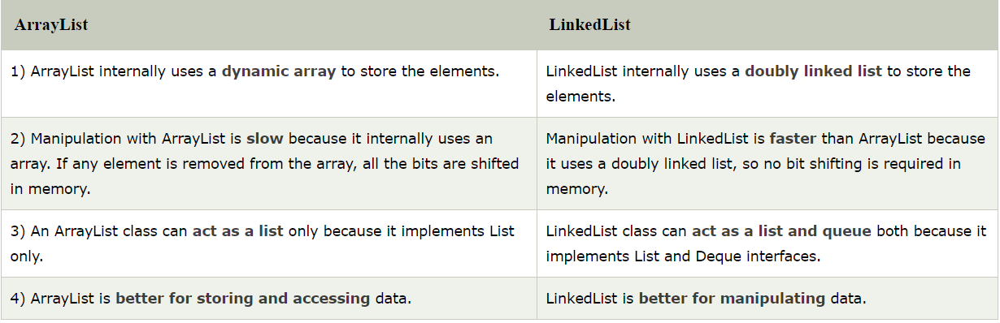 ArrayList
LinkedList
1) ArrayList internally uses a dynamic array to store the elements.
LinkedList internally uses a doubly linked list to store the
elements.
2) Manipulation with ArrayList is slow because it internally uses an
array. If any element is removed from the array, all the bits are shifted
in memory.
Manipulation with LinkedList is faster than ArrayList because
it uses a doubly linked list, so no bit shifting is required in
memory.
3) An ArrayList class can act as a list only because it implements List
only.
LinkedList class can act as a list and queue both because it
implements List and Deque interfaces.
4) ArrayList is better for storing and accessing data.
LinkedList is better for manipulating data.